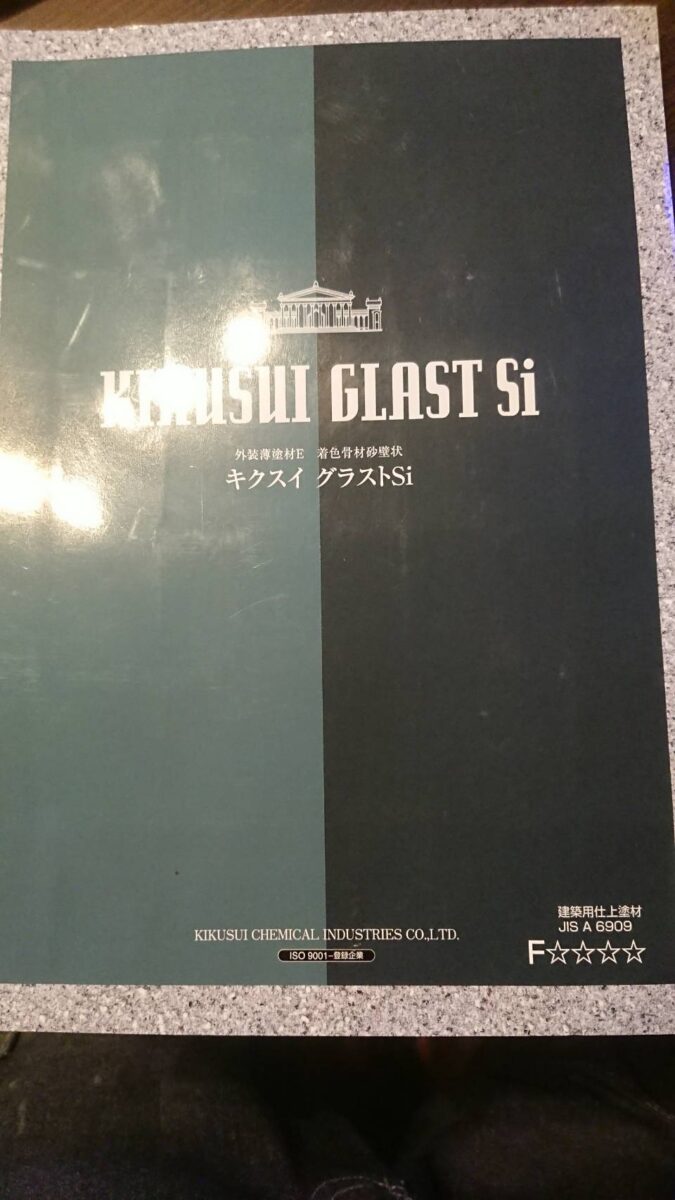 KIKUSUI GLAST Si
外装薄塗材E 着色骨材砂壁状
キクスイ グラストSi
建築用仕上塗材
JIS A 6909
F☆☆☆☆
KIKUSUI CHEMICAL INDUSTRIES CO.,LTD.
ISO 9001-登録企業